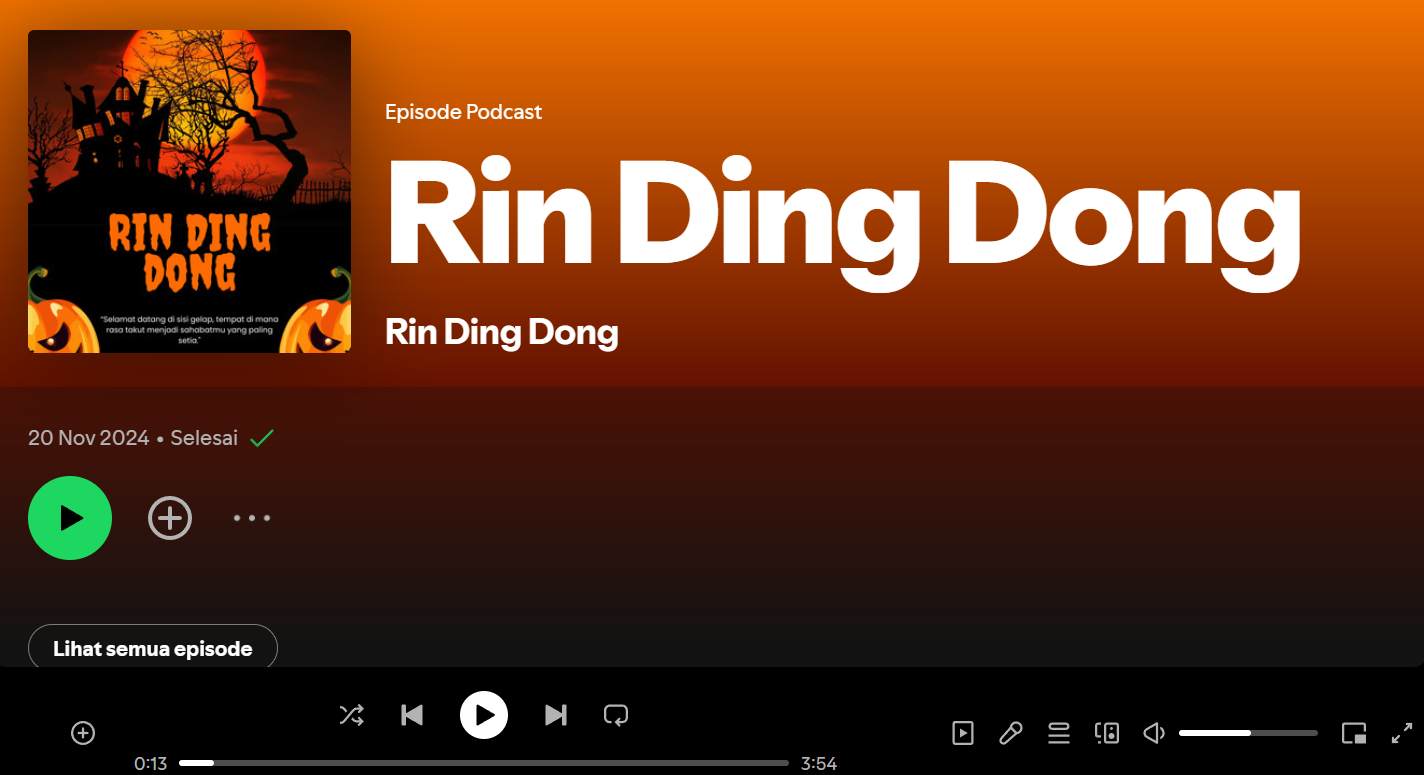 Episode Podcast
Rin Ding Dong
Rin Ding Dong
RIN DING
DONG
"Selamat datang di sisi gelap, tempat di mana
rasa takut menjadi sahabatmu yang paling
setia."
20 Nov 2024 • Selesai
Lihat semua episode
0:13
3:54